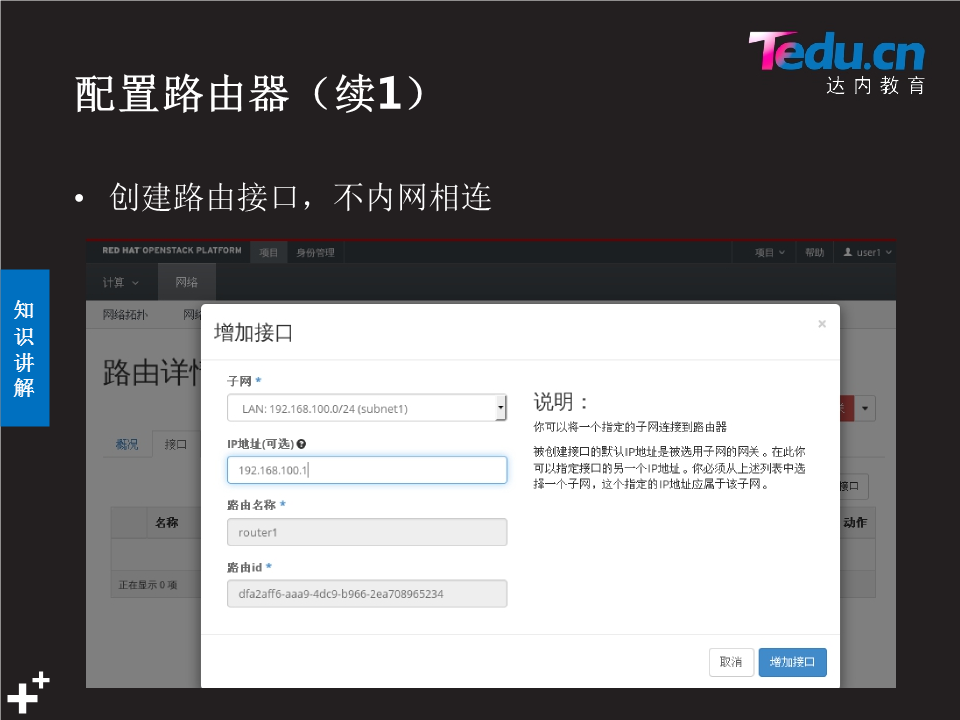 Tedu.cn
达内教育
配置路由器（续1）
• 创建路由接口，不内网相连
知识讲解
RED HAT OPENSTACK PLATFORM 项目 身份管理 项目 帮助 user1
计算 网络
网络拓扑
增加接口 ×
路由详
子网 *
LAN: 192.168.100.0/24 (subnet1)
说明：
你可以将一个指定的子网连接到路由器
概况 接口
IP地址(可选)
192.168.100.1
被创建接口的默认IP地址是被选用子网的网关。在此你
可以指定接口的另一个IP地址。你必须从上述列表中选
择一个子网，这个指定的IP地址应属于该子网。
接口
路由名称 *
router1
名称 动作
路由id *
dfa2aff6-aaa9-4dc9-b966-2ea708965234
正在显示 0 项
取消 增加接口